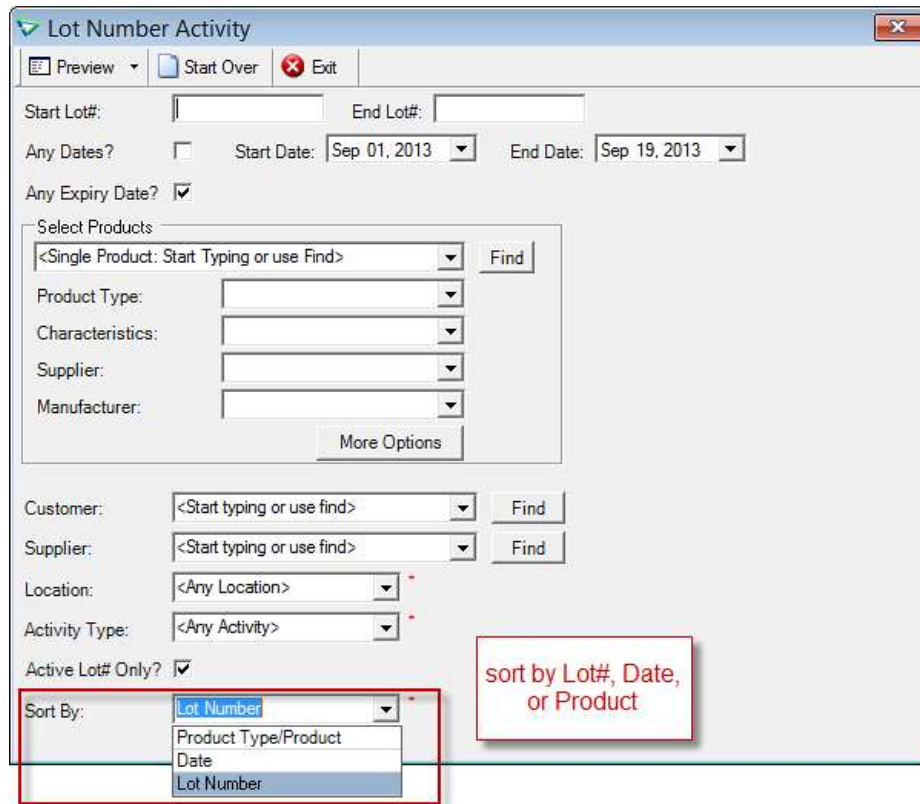 Lot Number Activity
Preview Start Over Exit
Start Lot#: End Lot#:
Any Dates? Start Date: Sep 01, 2013 End Date: Sep 19, 2013
Any Expiry Date?
Select Products
<Single Product: Start Typing or use Find> Find
Product Type:
Characteristics:
Supplier:
Manufacturer:
More Options
Customer: <Start typing or use find> Find
Supplier: <Start typing or use find> Find
Location: <Any Location> *
Activity Type: <Any Activity> *
Active Lot# Only?
Sort By: Lot Number *
Product Type/Product
Date
Lot Number
sort by Lot#, Date,
or Product